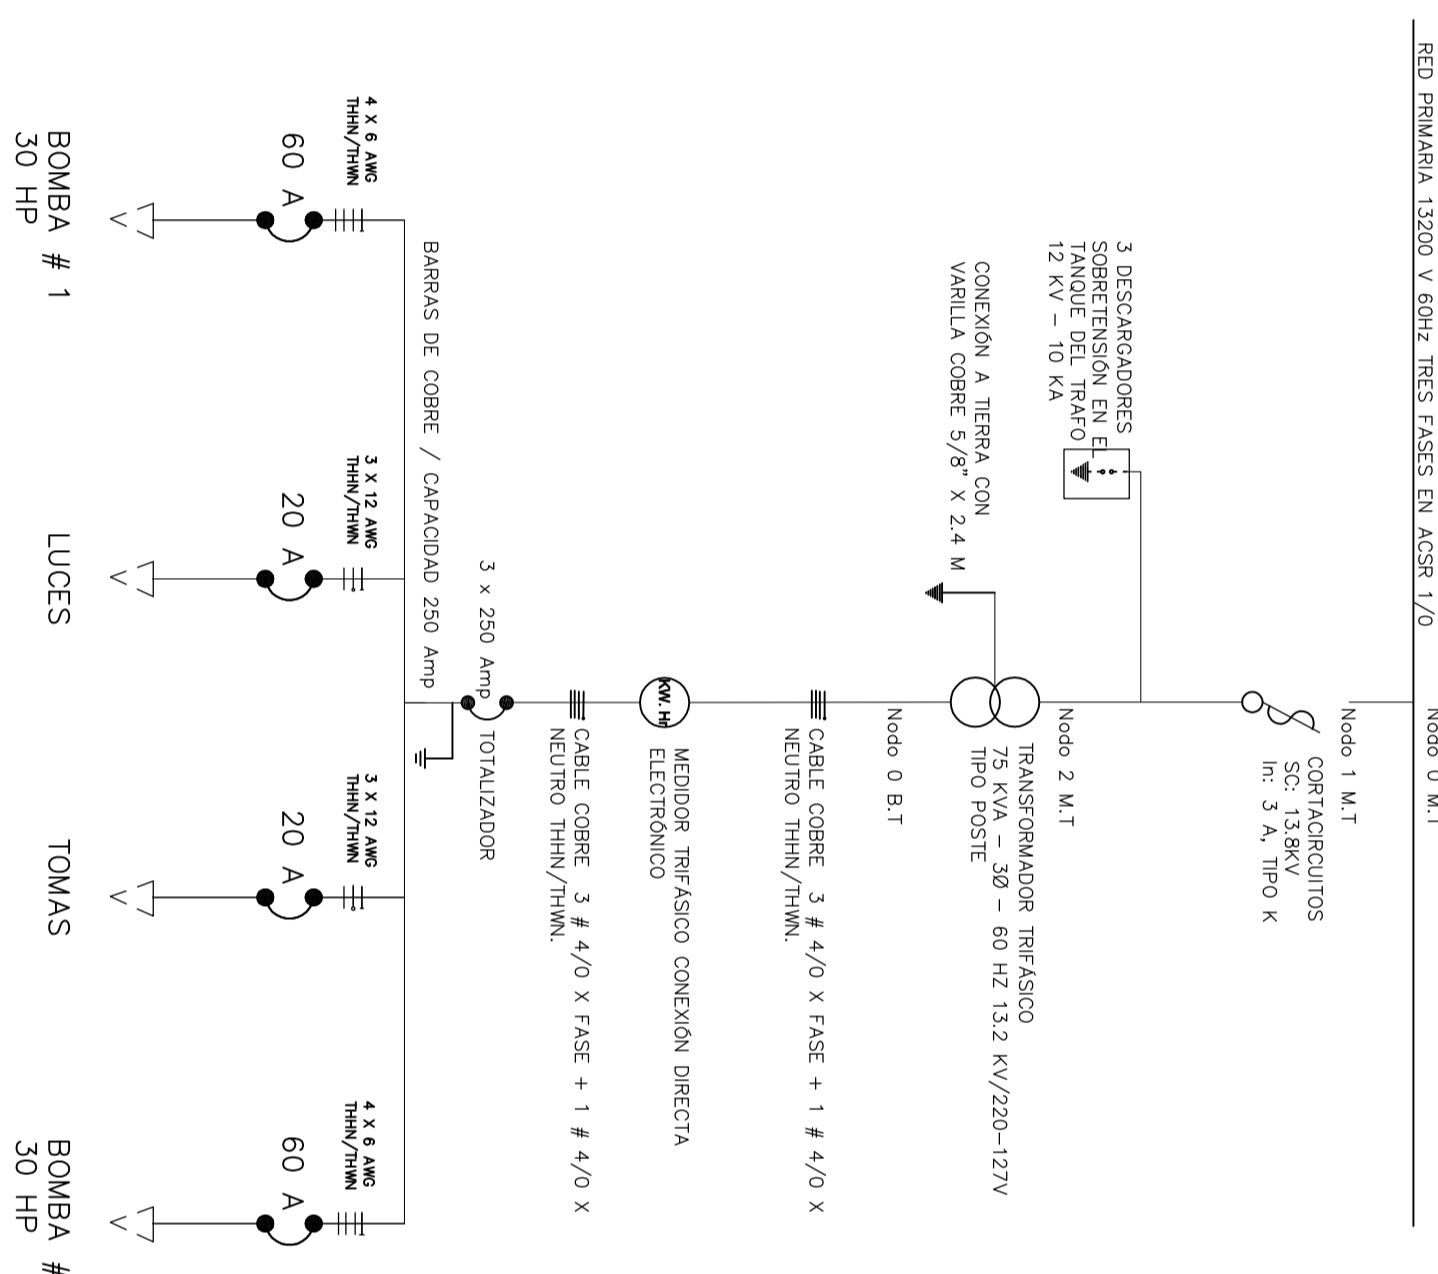 RED PRIMARIA 13200 V 60Hz TRES FASES EN ACSR 1/0
Nodo 0 M.T
Nodo 1 M.T
CORTACIRCUITOS
SC: 13.8KV
In: 3 A, TIPO K
3 DESCARGADORES
SOBRETENSIÓN EN EL
TANQUE DEL TRAFO
12 KV – 10 KA
Nodo 2 M.T
TRANSFORMADOR TRIFÁSICO
75 KVA – 3Ø – 60 HZ 13.2 KV/220–127V
TIPO POSTE
CONEXIÓN A TIERRA CON
VARILLA COBRE 5/8" X 2.4 M
Nodo 0 B.T
CABLE COBRE 3 # 4/0 X FASE + 1 # 4/0 X
NEUTRO THHN/THWN.
KW. Hr
MEDIDOR TRIFÁSICO CONEXIÓN DIRECTA
ELECTRÓNICO
CABLE COBRE 3 # 4/0 X FASE + 1 # 4/0 X
NEUTRO THHN/THWN.
3 x 250 Amp
TOTALIZADOR
BARRAS DE COBRE / CAPACIDAD 250 Amp
4 X 6 AWG
THHN/THWN
60 A
BOMBA # 1
30 HP
3 X 12 AWG
THHN/THWN
20 A
LUCES
3 X 12 AWG
THHN/THWN
20 A
TOMAS
4 X 6 AWG
THHN/THWN
60 A
BOMBA #
30 HP